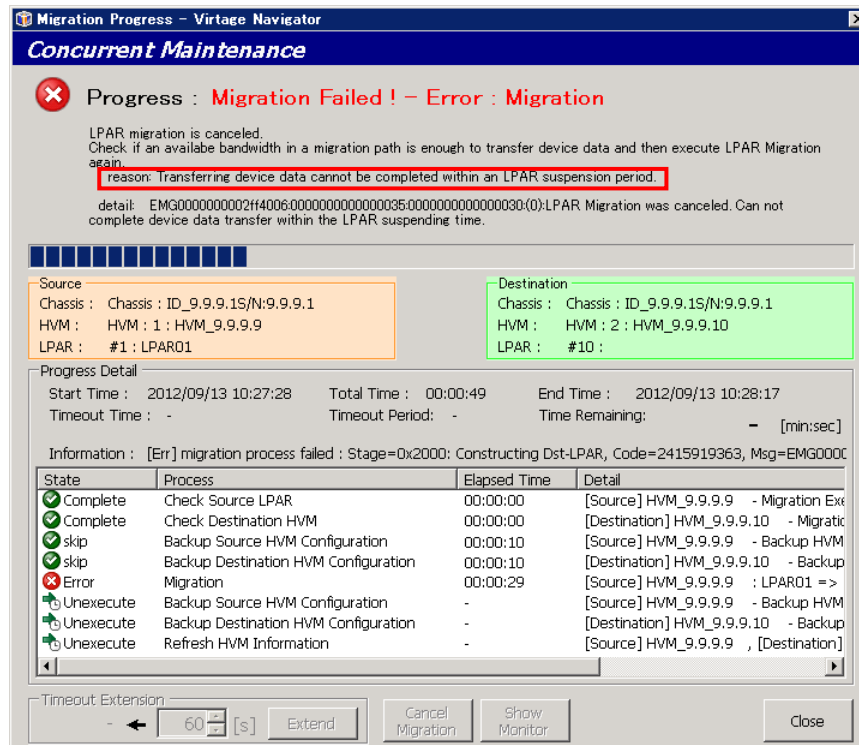 Migration Progress - Virtage Navigator
Concurrent Maintenance
Progress : Migration Failed ! - Error : Migration
LPAR migration is canceled.
Check if an availabe bandwidth in a migration path is enough to transfer device data and then execute LPAR Migration
again.
reason: Transferring device data cannot be completed within an LPAR suspension period.
detail: EMG0000000002ff4006:0000000000000035:0000000000000030:(0):LPAR Migration was canceled. Can not
complete device data transfer within the LPAR suspending time.
Source
Chassis : Chassis : ID_9.9.9.1S/N:9.9.9.1
HVM : HVM : 1 : HVM_9.9.9.9
LPAR : #1 : LPAR01
Destination
Chassis : Chassis : ID_9.9.9.1S/N:9.9.9.1
HVM : HVM : 2 : HVM_9.9.9.10
LPAR : #10 :
Progress Detail
Start Time : 2012/09/13 10:27:28 Total Time : 00:00:49 End Time : 2012/09/13 10:28:17
Timeout Time : - Timeout Period: - Time Remaining: - [min:sec]
Information : [Err] migration process failed : Stage=0x2000: Constructing Dst-LPAR, Code=2415919363, Msg=EMG0000
State Process Elapsed Time Detail
Complete Check Source LPAR 00:00:00 [Source] HVM_9.9.9.9 - Migration Exe
Complete Check Destination HVM 00:00:00 [Destination] HVM_9.9.9.10 - Migratic
skip Backup Source HVM Configuration 00:00:10 [Source] HVM_9.9.9.9 - Backup HVM
skip Backup Destination HVM Configuration 00:00:10 [Destination] HVM_9.9.9.10 - Backup
Error Migration 00:00:29 [Source] HVM_9.9.9.9 : LPAR01 =>
Unexecute Backup Source HVM Configuration - [Source] HVM_9.9.9.9 - Backup HVM
Unexecute Backup Destination HVM Configuration - [Destination] HVM_9.9.9.10 - Backup
Unexecute Refresh HVM Information - [Source] HVM_9.9.9.9 , [Destination]
Timeout Extension
- 60 [s] Extend
Cancel Migration
Show Monitor
Close